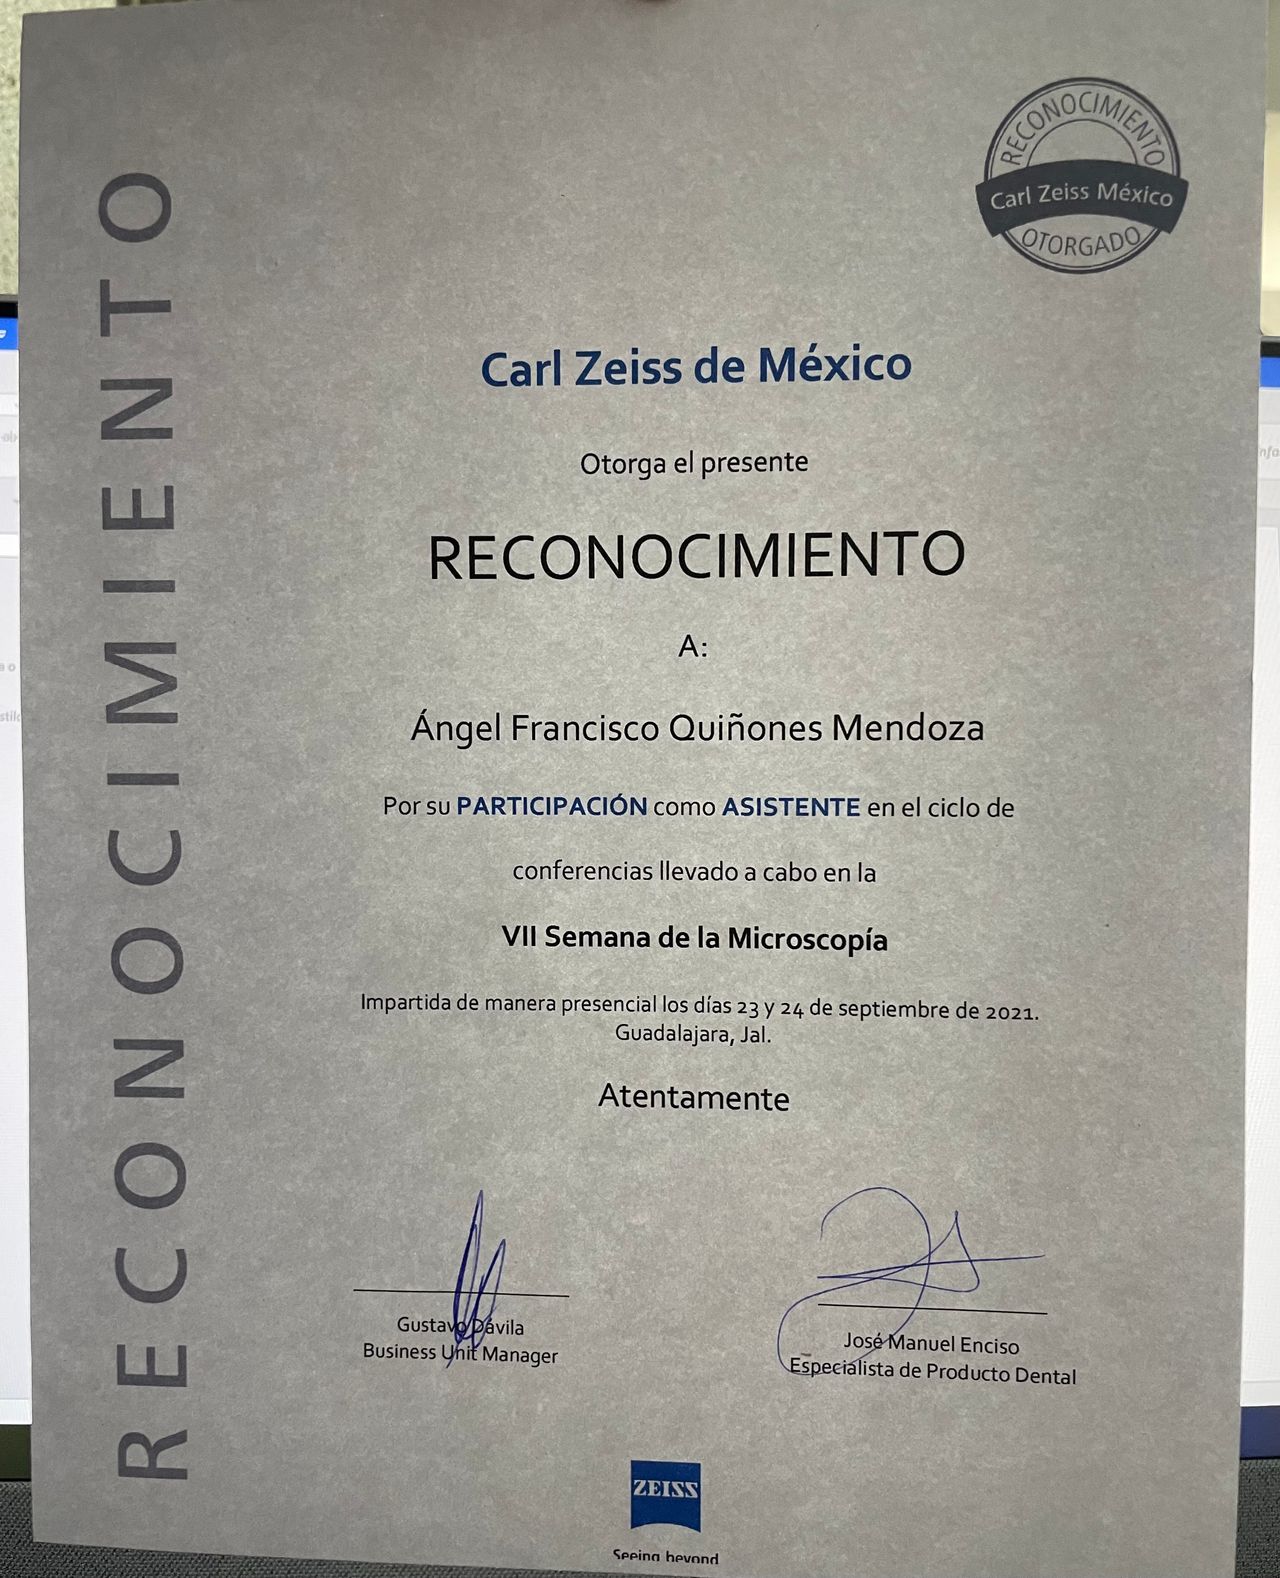 RECONOCIMIENTO
RECONOCIMIENTO
Carl Zeiss México
OTORGADO
Carl Zeiss de México
Otorga el presente
RECONOCIMIENTO
A:
Ángel Francisco Quiñones Mendoza
Por su PARTICIPACIÓN como ASISTENTE en el ciclo de
conferencias llevado a cabo en la
VII Semana de la Microscopía
Impartida de manera presencial los días 23 y 24 de septiembre de 2021.
Guadalajara, Jal.
Atentamente
Gustavo Dávila
Business Unit Manager
José Manuel Enciso
Especialista de Producto Dental
ZEISS
Seeing beyond